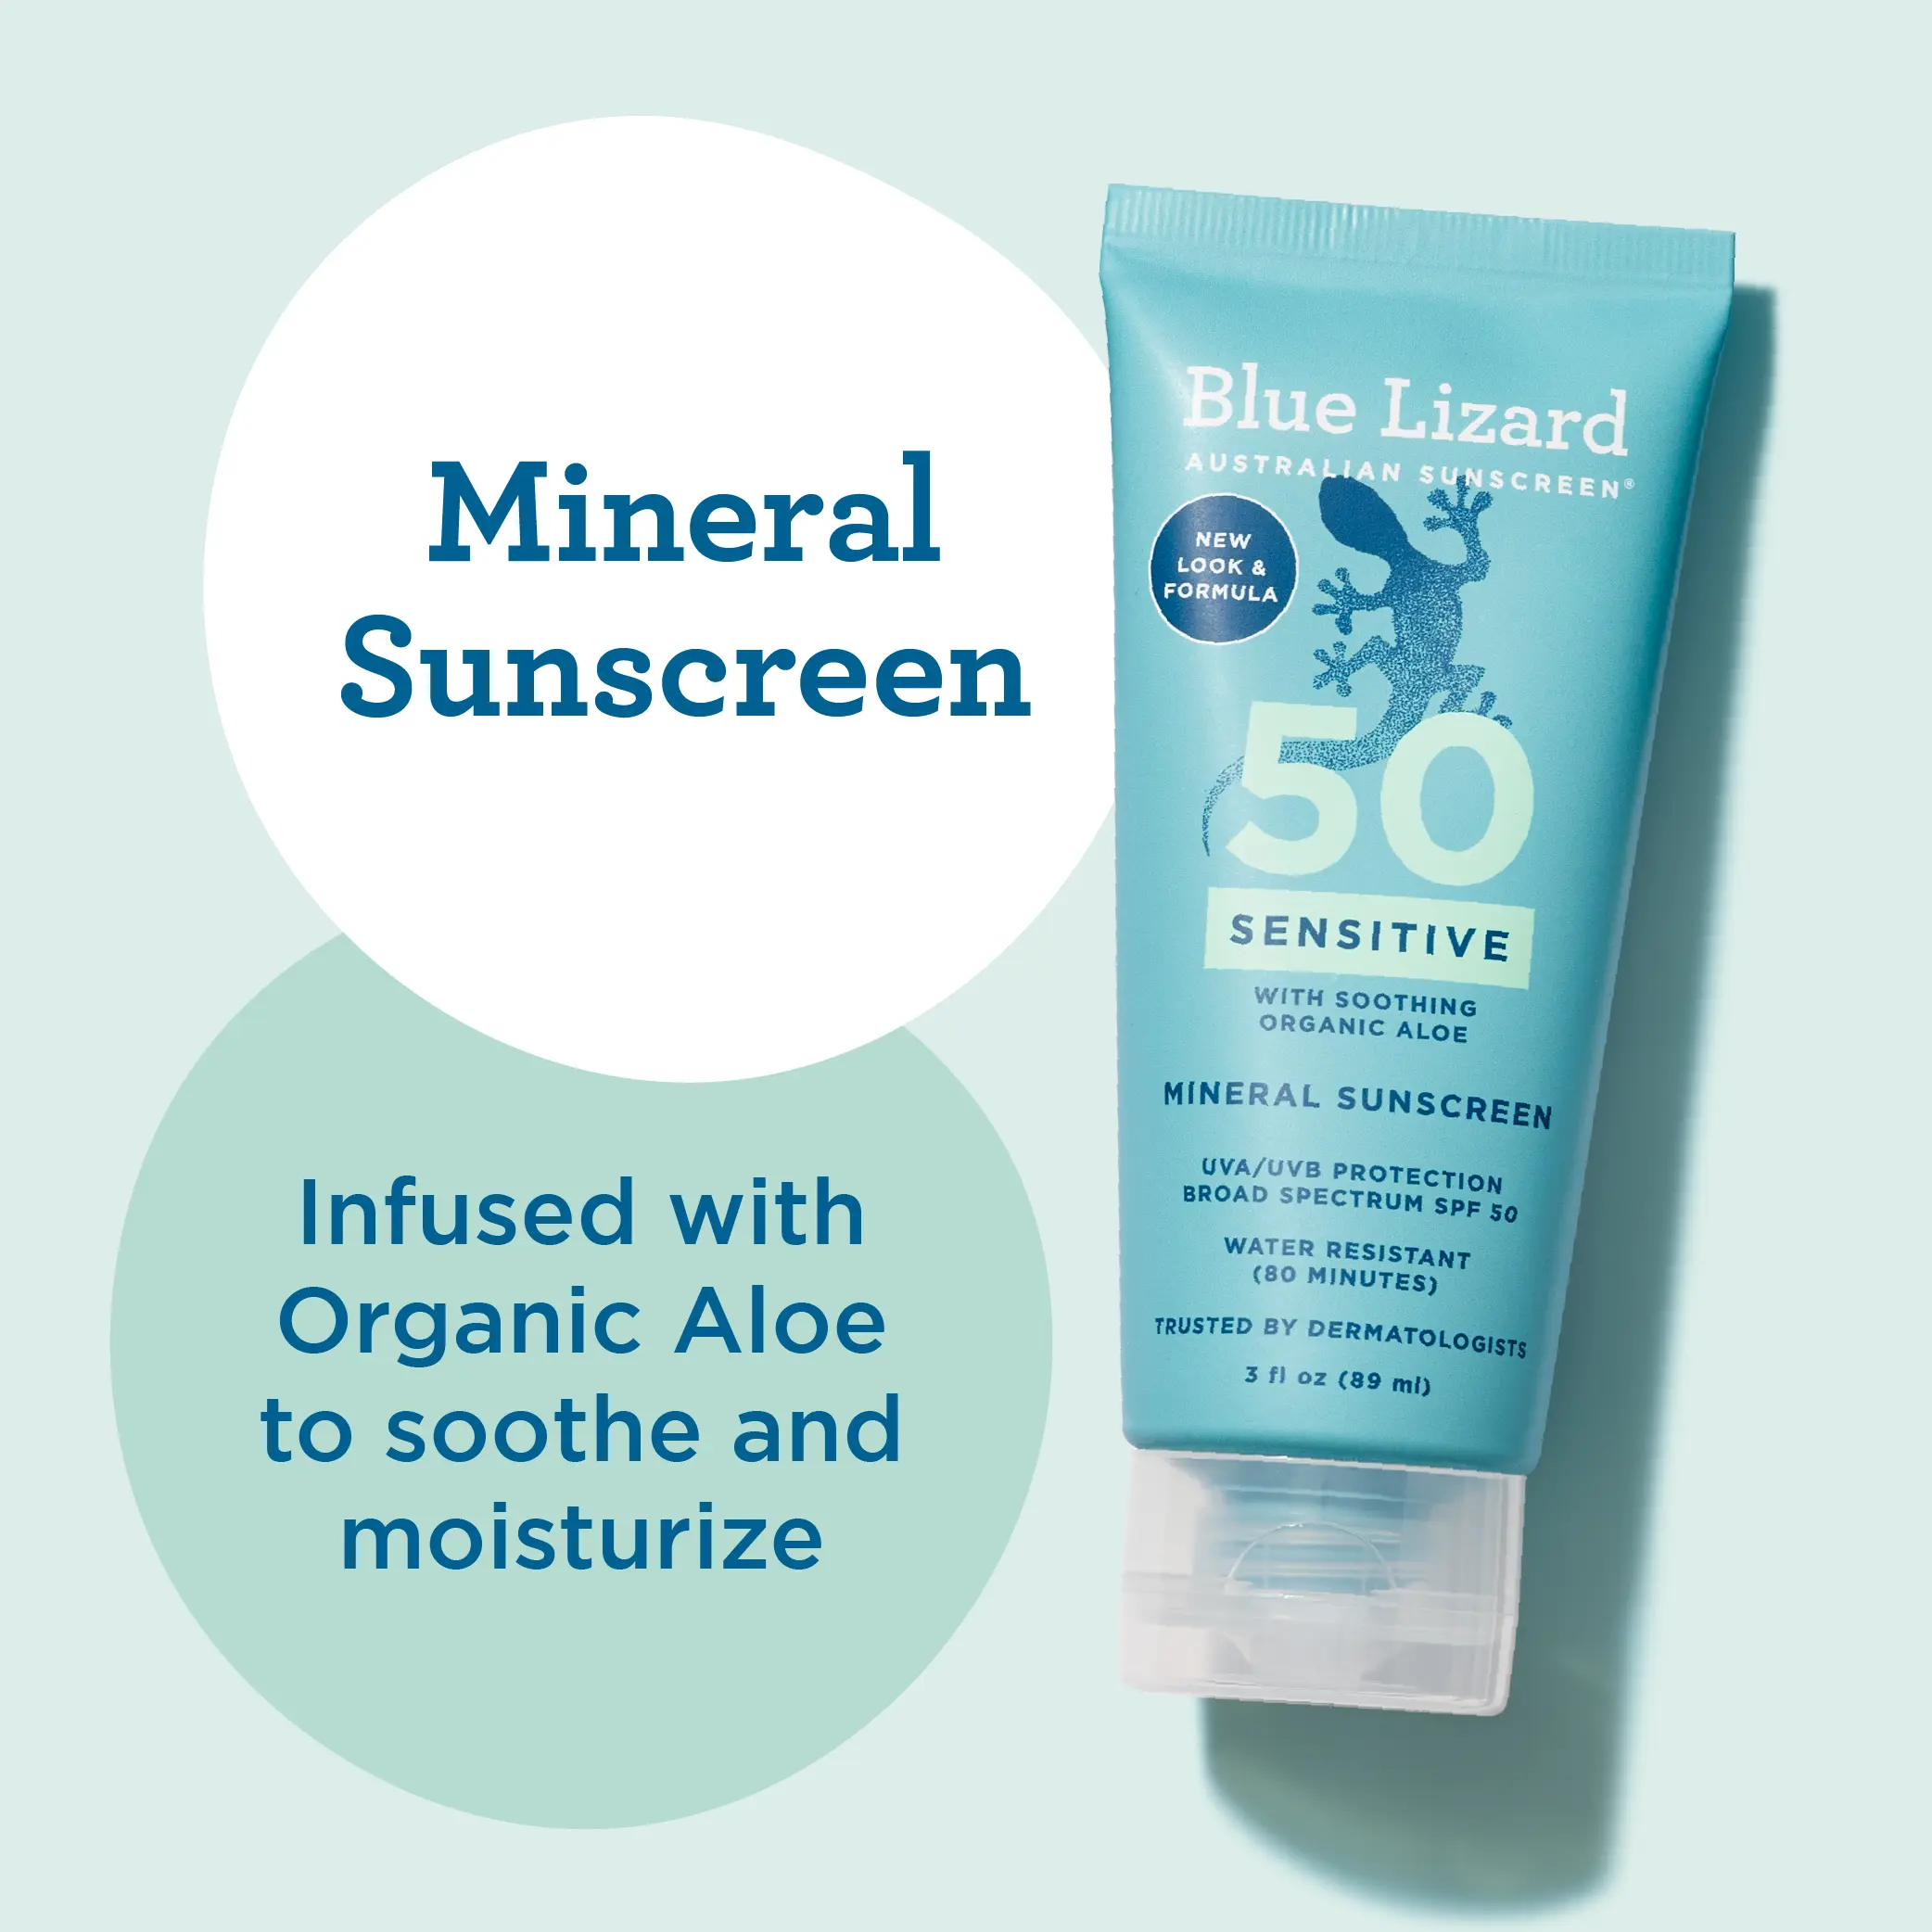 Mineral
Sunscreen
Infused with
Organic Aloe
to soothe and
moisturize
Blue Lizard
AUSTRALIAN SUNSCREEN®
NEW
LOOK &
FORMULA
50
SENSITIVE
WITH SOOTHING
ORGANIC ALOE
MINERAL SUNSCREEN
UVA/UVB PROTECTION
BROAD SPECTRUM SPF 50
WATER RESISTANT
(80 MINUTES)
TRUSTED BY DERMATOLOGISTS
3 fl oz (89 ml)